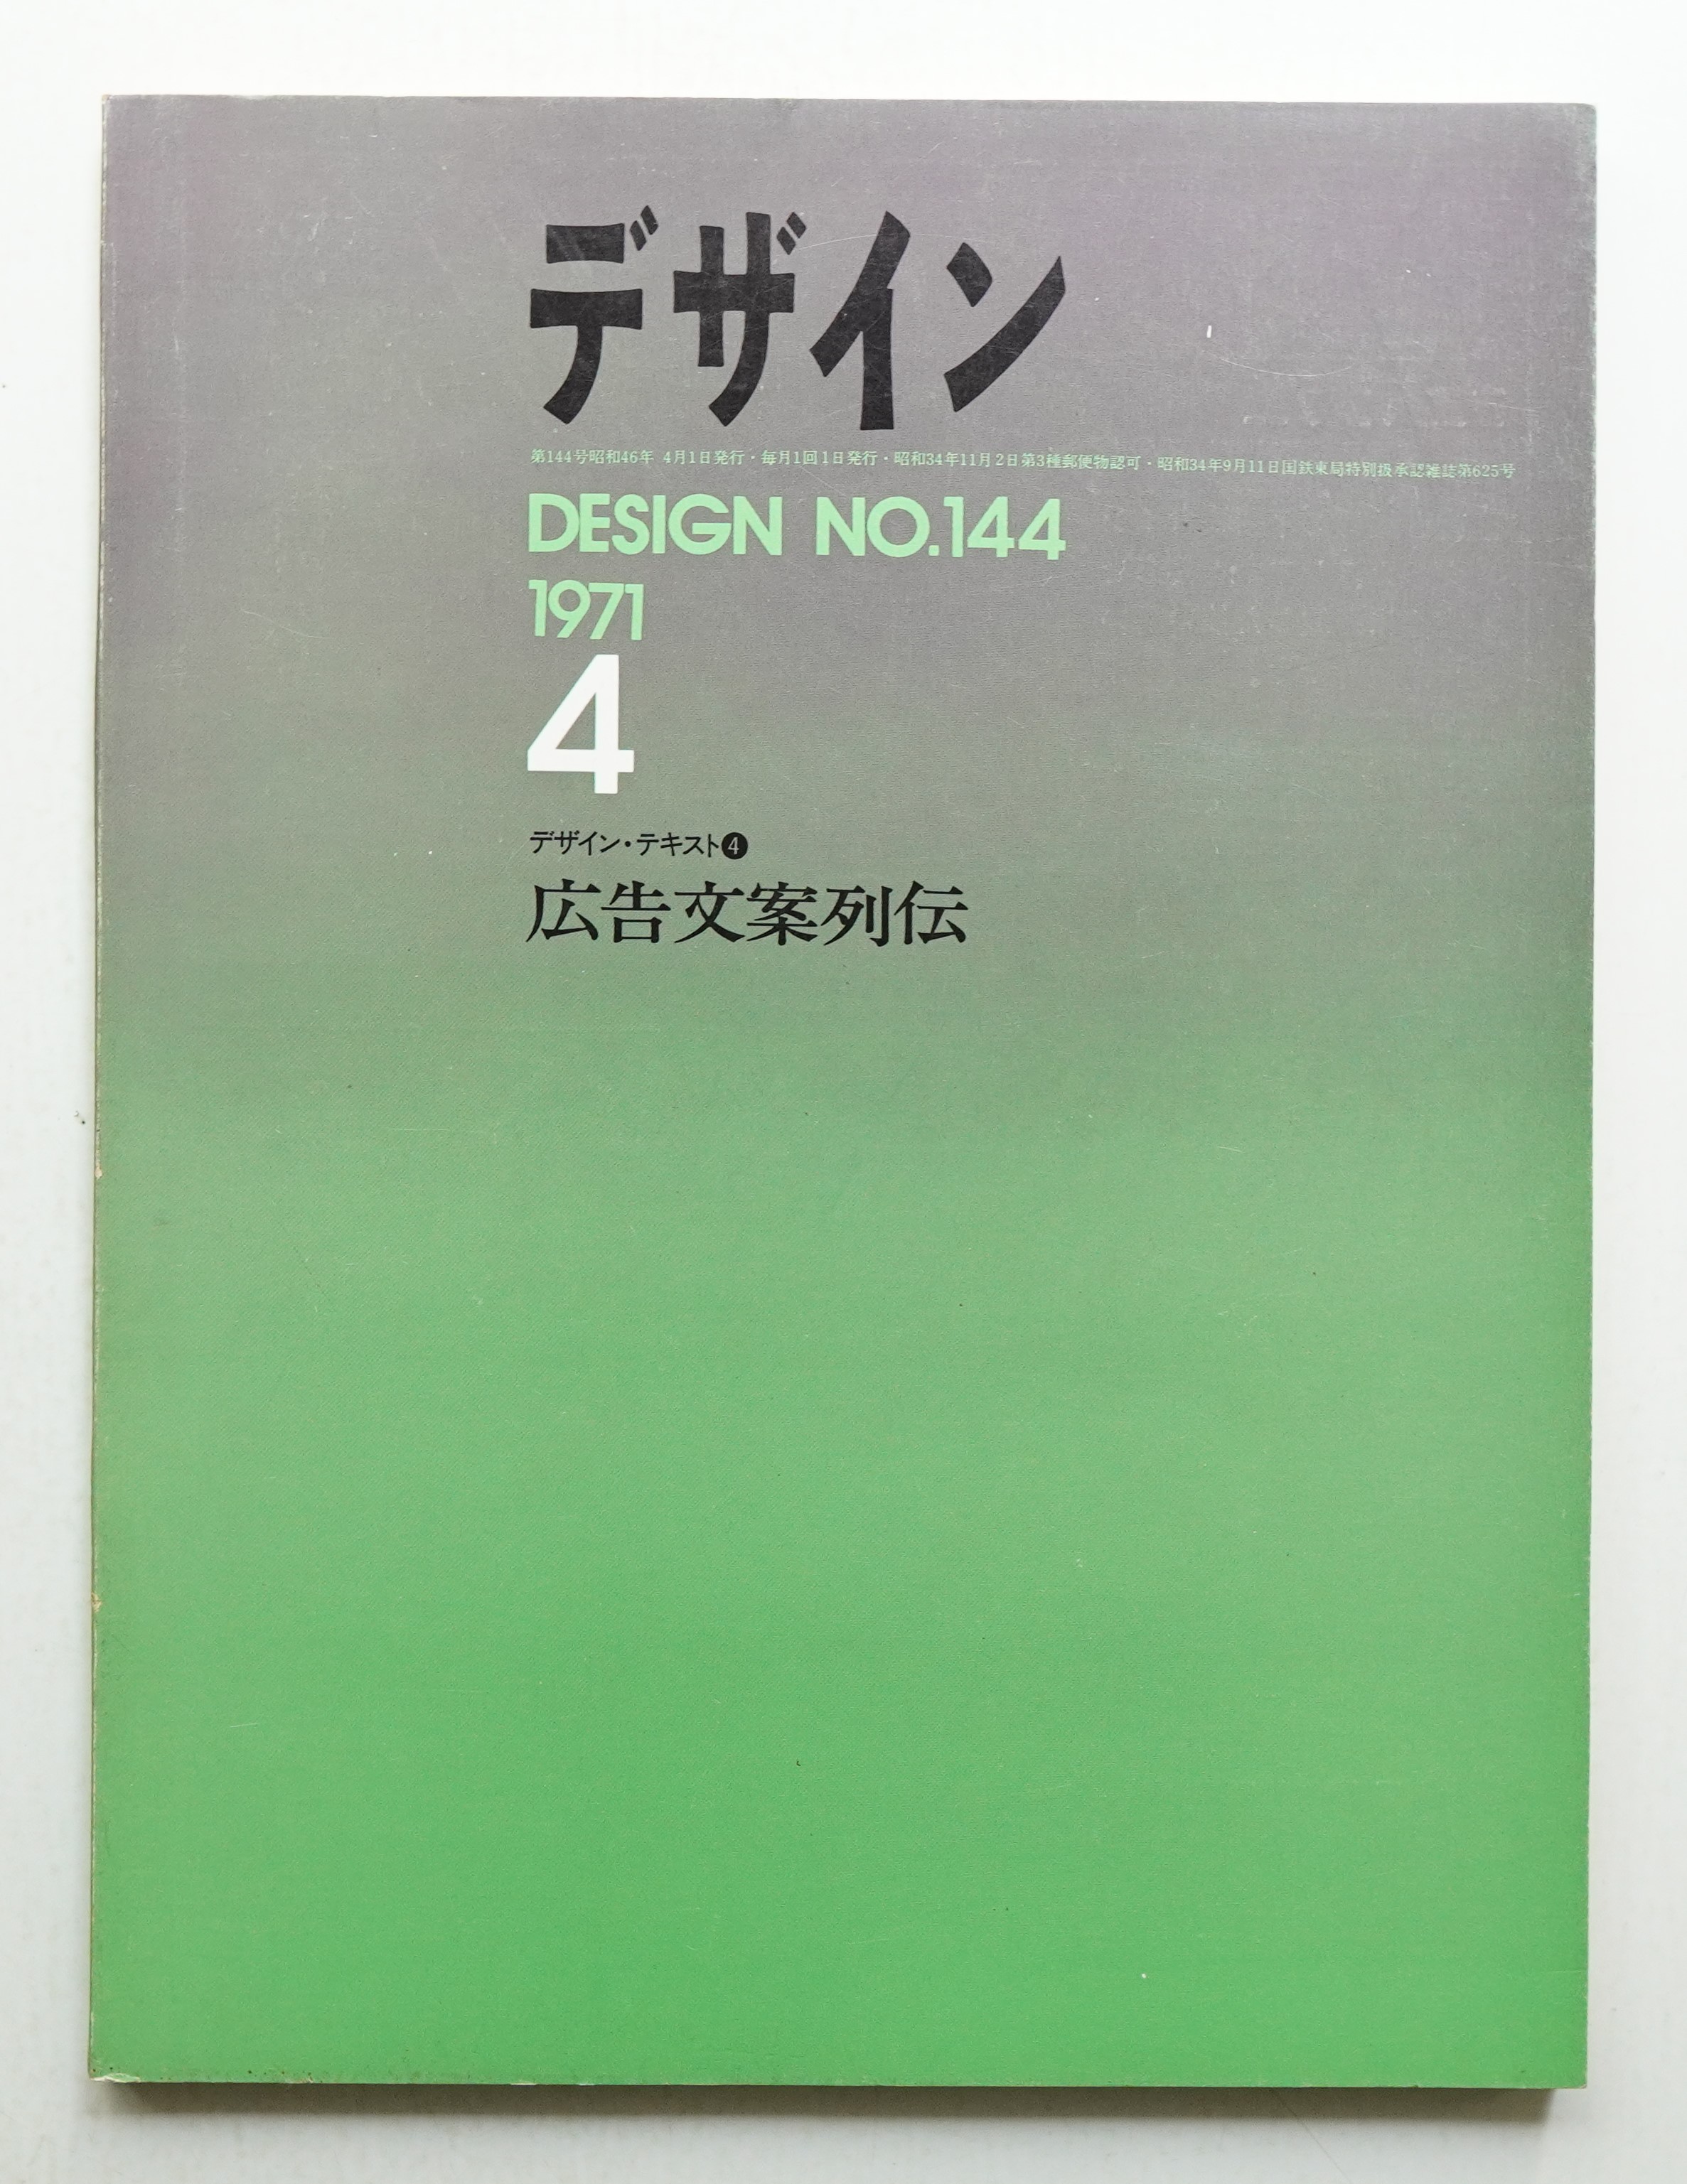 デザイン
第144号昭和46年 4月1日発行・毎月1回1日発行・昭和34年11月2日第3種郵便物認可・昭和34年9月11日国鉄東局特別扱承認雑誌第625号
DESIGN NO.144
1971
4
デザイン・テキスト❹
広告文案列伝